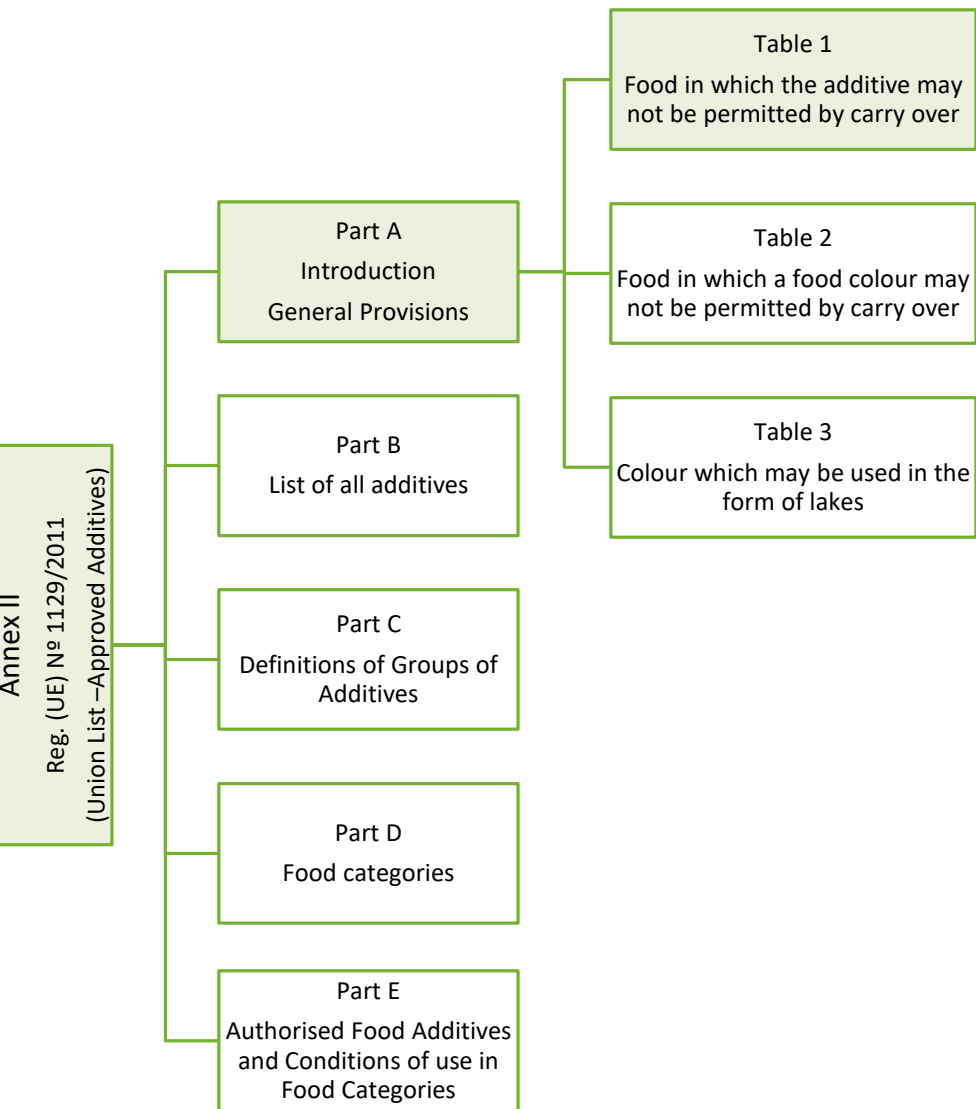 Annex II
Reg. (UE) Nº 1129/2011
(Union List –Approved Additives)
Part A
Introduction
General Provisions
Table 1
Food in which the additive may
not be permitted by carry over
Table 2
Food in which a food colour may
not be permitted by carry over
Table 3
Colour which may be used in the
form of lakes
Part B
List of all additives
Part C
Definitions of Groups of
Additives
Part D
Food categories
Part E
Authorised Food Additives
and Conditions of use in
Food Categories